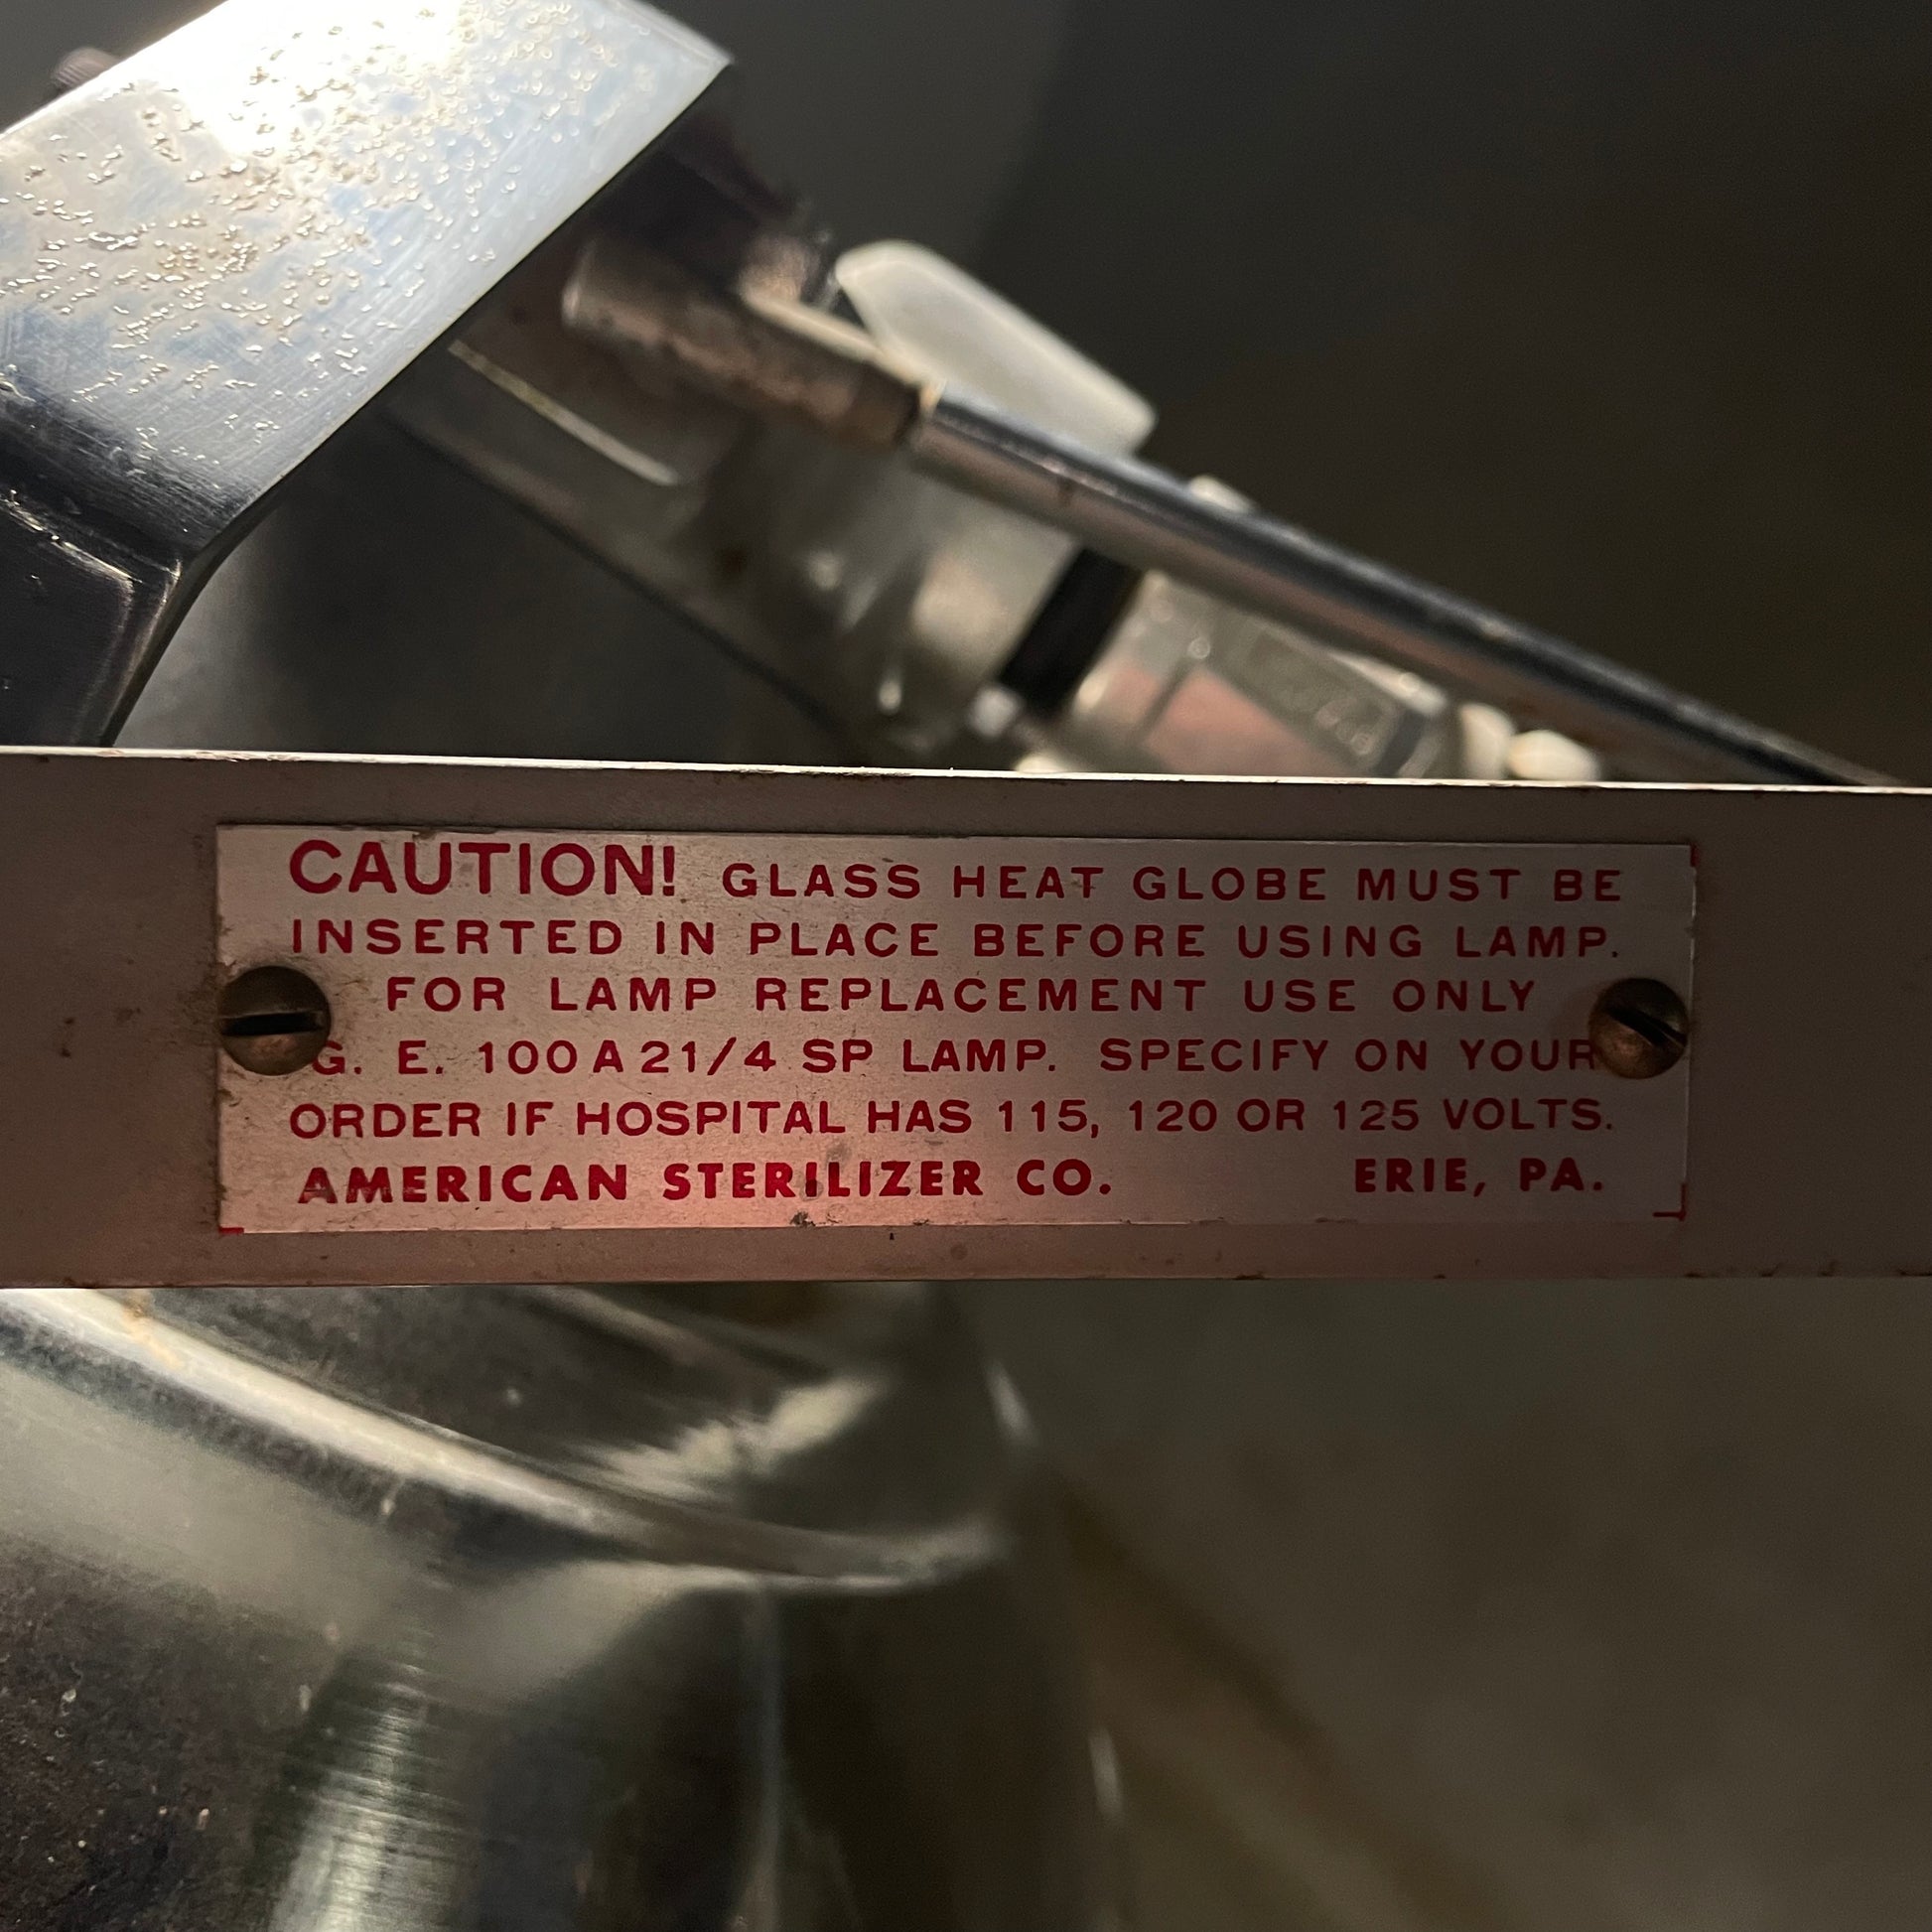 CAUTION! GLASS HEAT GLOBE MUST BE
INSERTED IN PLACE BEFORE USING LAMP.
FOR LAMP REPLACEMENT USE ONLY
G. E. 100 A 21/4 SP LAMP. SPECIFY ON YOUR
ORDER IF HOSPITAL HAS 115, 120 OR 125 VOLTS.
AMERICAN STERILIZER CO. ERIE, PA.